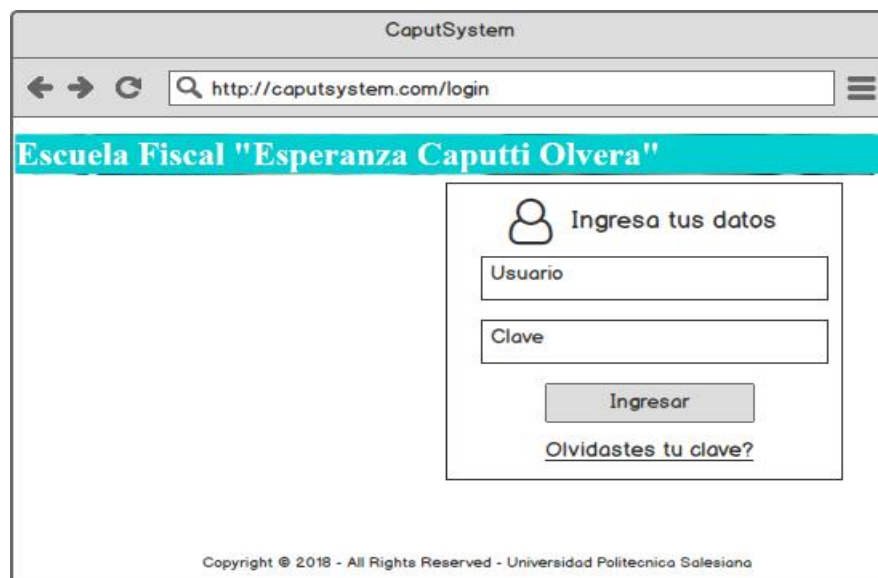 CaputSystem
http://caputsystem.com/login
Escuela Fiscal "Esperanza Caputti Olvera"
Ingresa tus datos
Usuario
Clave
Ingresar
Olvidastes tu clave?
Copyright © 2018 - All Rights Reserved - Universidad Politecnica Salesiana